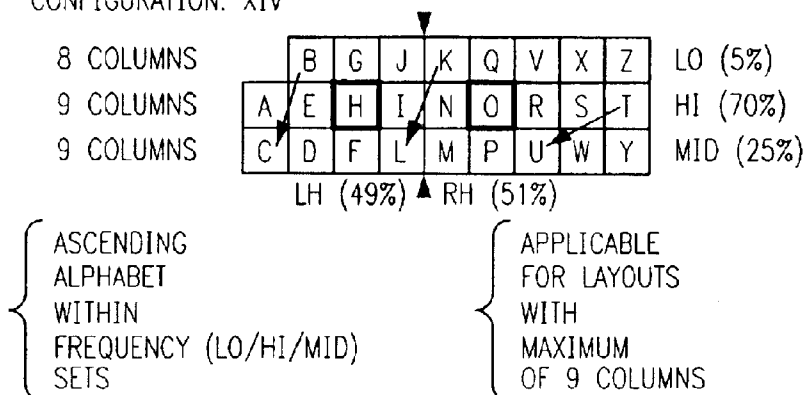 CONFIGURATION: XIV
8 COLUMNS B G J K Q V X Z LO (5%)
9 COLUMNS A E H I N O R S T HI (70%)
9 COLUMNS C D F L M P U W Y MID (25%)
LH (49%) RH (51%)
ASCENDING
ALPHABET
WITHIN
FREQUENCY (LO/HI/MID)
SETS
APPLICABLE
FOR LAYOUTS
WITH
MAXIMUM
OF 9 COLUMNS